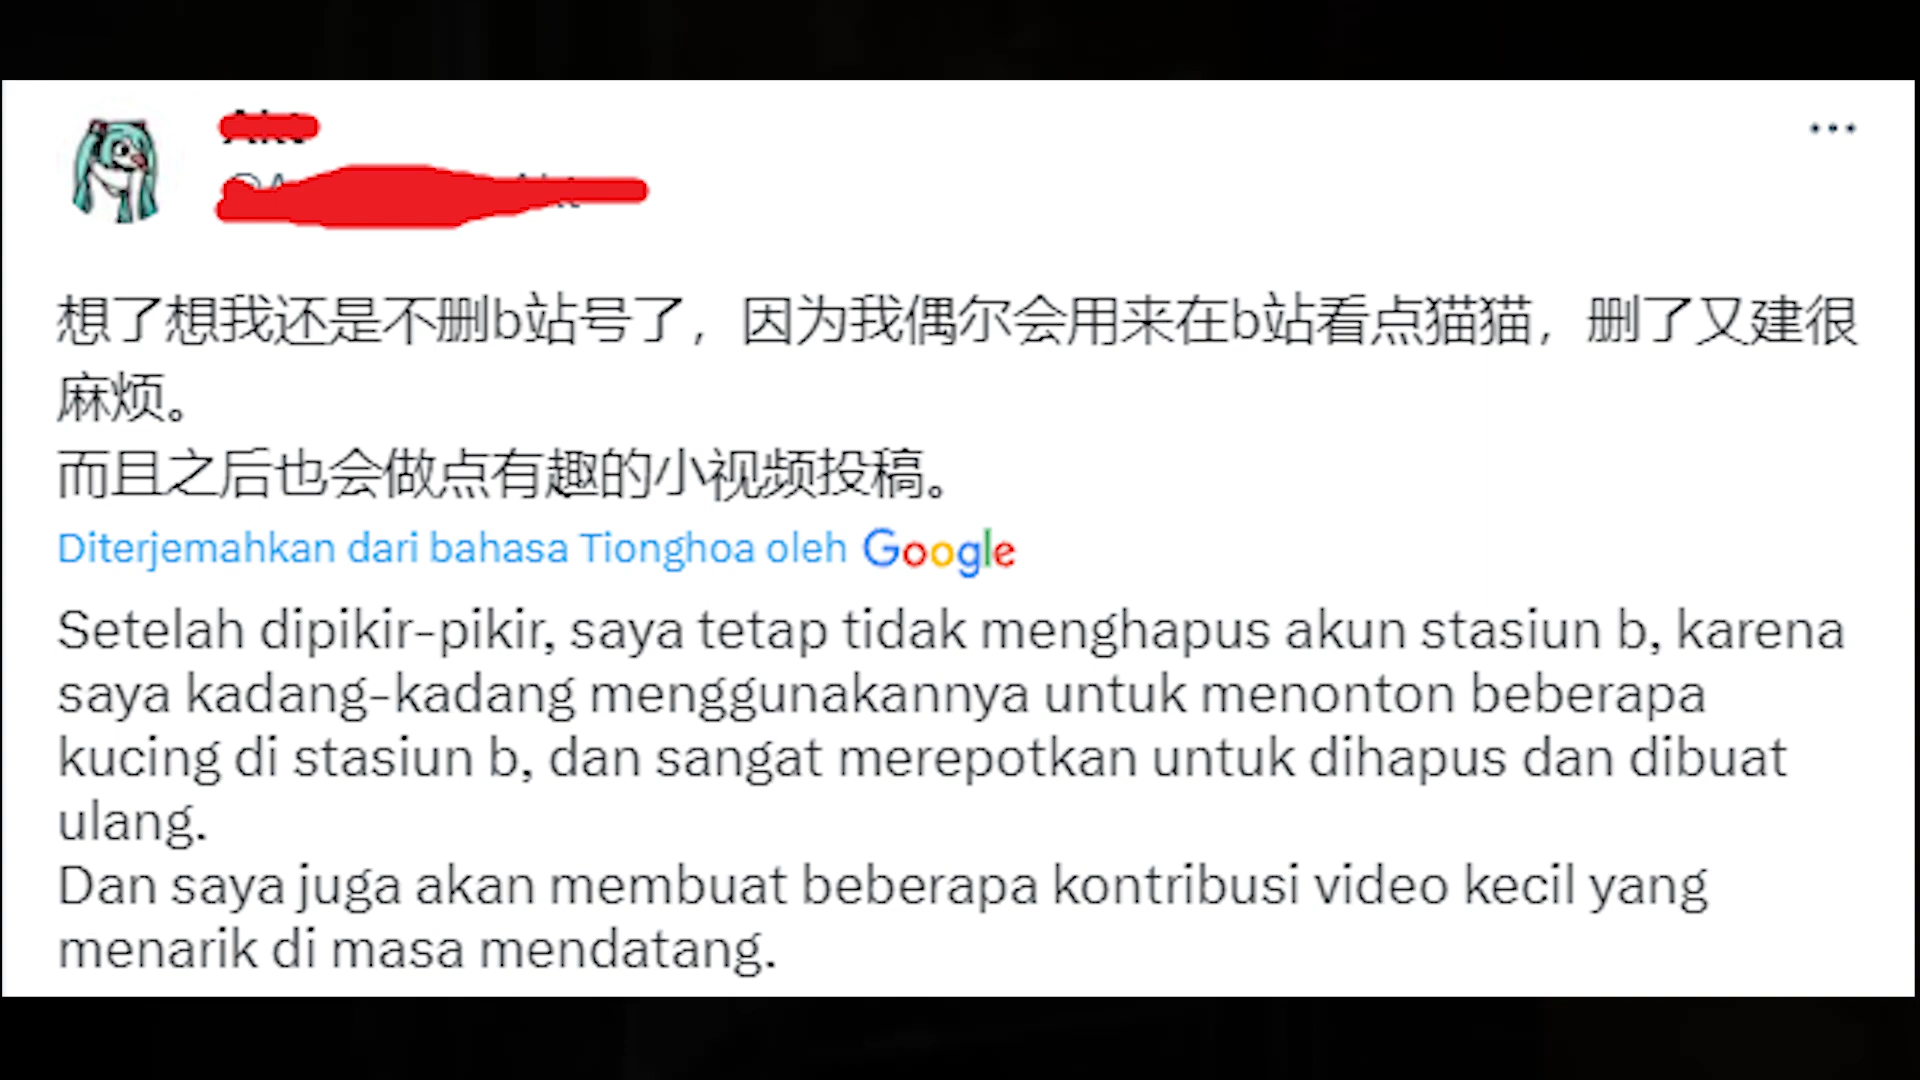 想了想我还是不删b站号了，因为我偶尔会用来在b站看点猫猫，删了又建很
麻烦。
而且之后也会做点有趣的小视频投稿。
Diterjemahkan dari bahasa Tionghoa oleh Google
Setelah dipikir-pikir, saya tetap tidak menghapus akun stasiun b, karena
saya kadang-kadang menggunakannya untuk menonton beberapa
kucing di stasiun b, dan sangat merepotkan untuk dihapus dan dibuat
ulang.
Dan saya juga akan membuat beberapa kontribusi video kecil yang
menarik di masa mendatang.